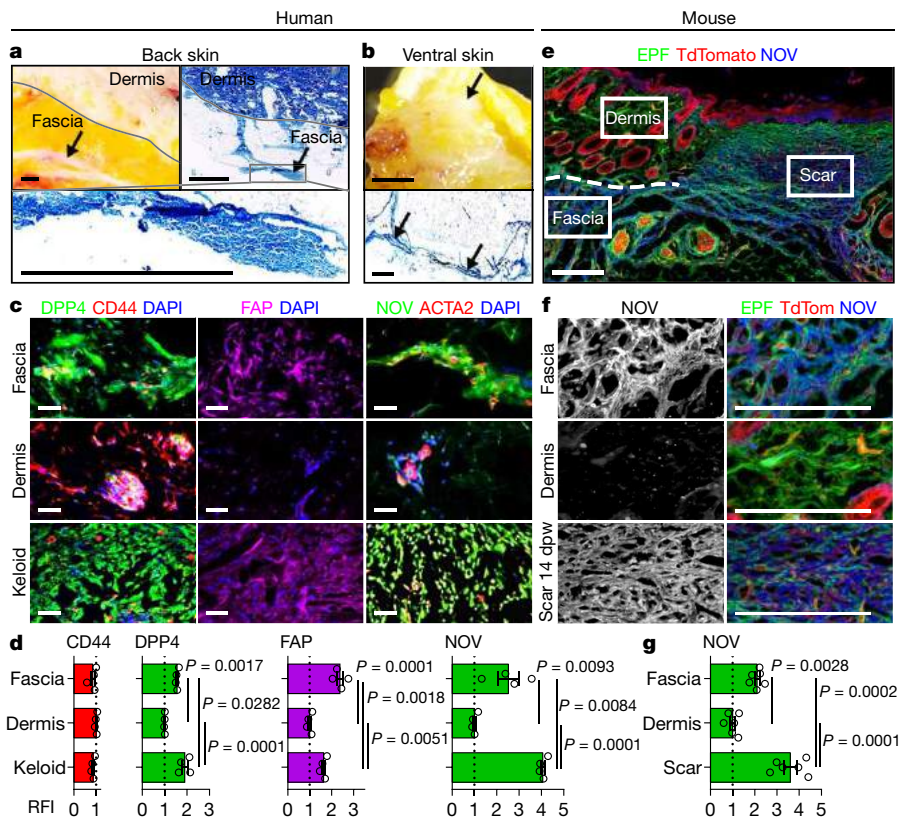 Human
Mouse
a
Back skin
Dermis
Fascia
Dermis
Fascia
b
Ventral skin
e
EPF TdTomato NOV
Dermis
Scar
Fascia
c
DPP4 CD44 DAPI
FAP DAPI
NOV ACTA2 DAPI
Fascia
Dermis
Keloid
f
NOV
EPF TdTom NOV
Fascia
Dermis
Scar 14 dpw
d
CD44
DPP4
FAP
NOV
Fascia
Dermis
Keloid
RFI
0 1
0 1 2 3
0 1 2 3
0 1 2 3 4 5
P = 0.0017
P = 0.0282
P = 0.0001
P = 0.0001
P = 0.0018
P = 0.0051
P = 0.0093
P = 0.0084
P = 0.0001
g
NOV
Fascia
Dermis
Scar
0 1 2 3 4 5
P = 0.0028
P = 0.0002
P = 0.0001